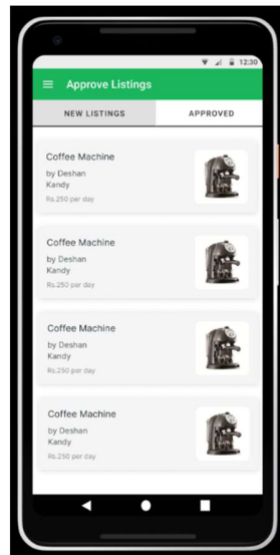 12:30
Approve Listings
NEW LISTINGS APPROVED
Coffee Machine
by Deshan
Kandy
Rs.250 per day
Coffee Machine
by Deshan
Kandy
Rs.250 per day
Coffee Machine
by Deshan
Kandy
Rs.250 per day
Coffee Machine
by Deshan
Kandy
Rs.250 per day